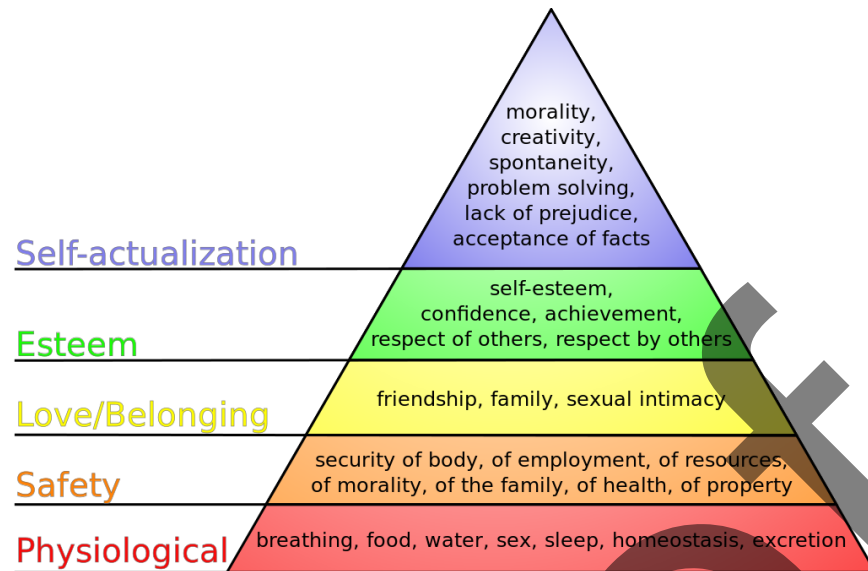 morality,
creativity,
spontaneity,
problem solving,
lack of prejudice,
acceptance of facts
Self-actualization
self-esteem,
confidence, achievement,
respect of others, respect by others
Esteem
friendship, family, sexual intimacy
Love/Belonging
security of body, of employment, of resources,
of morality, of the family, of health, of property
Safety
breathing, food, water, sex, sleep, homeostasis, excretion
Physiological